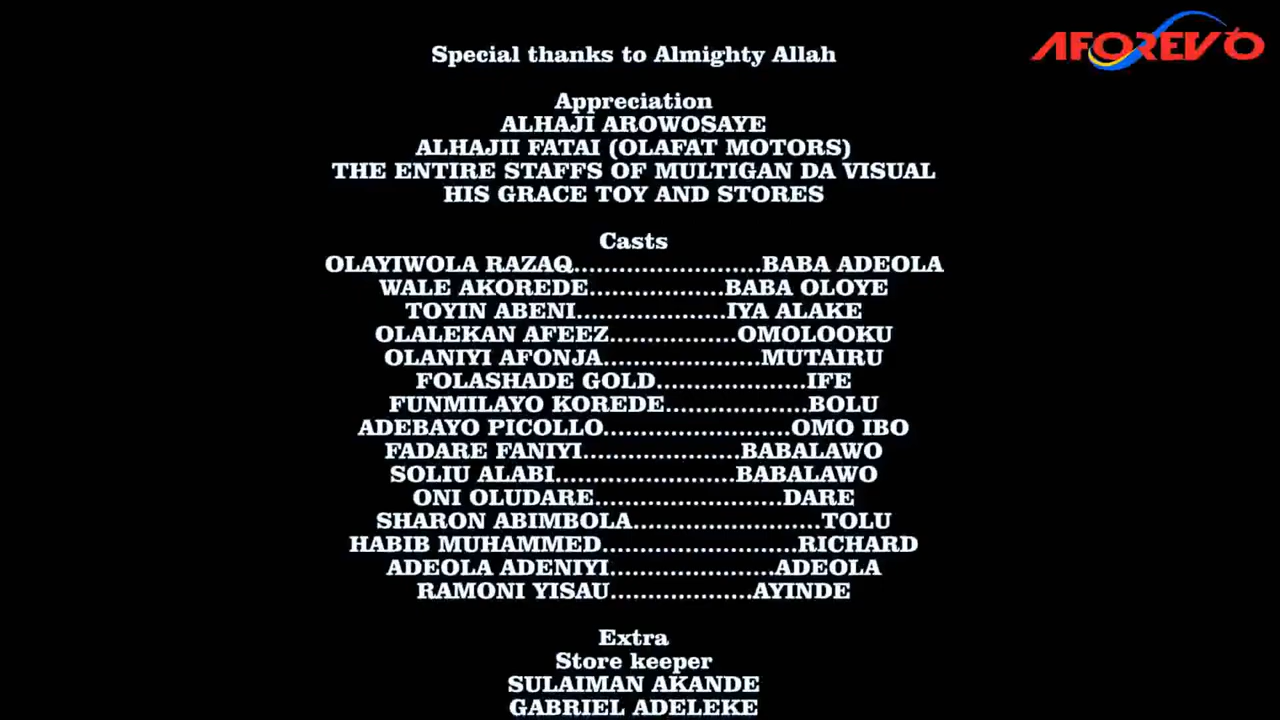 AFOREVO
Special thanks to Almighty Allah
Appreciation
ALHAJI AROWOSAYE
ALHAJII FATAI (OLAFAT MOTORS)
THE ENTIRE STAFFS OF MULTIGAN DA VISUAL
HIS GRACE TOY AND STORES
Casts
OLAYIWOLA RAZAQ.........................BABA ADEOLA
WALE AKOREDE..................BABA OLOYE
TOYIN ABENI....................IYA ALAKE
OLALEKAN AFEEZ.................OMOLOOKU
OLANIYI AFONJA.....................MUTAIRU
FOLASHADE GOLD....................IFE
FUNMILAYO KOREDE...................BOLU
ADEBAYO PICOLLO.........................OMO IBO
FADARE FANIYI.....................BABALAWO
SOLIU ALABI........................BABALAWO
ONI OLUDARE.........................DARE
SHARON ABIMBOLA.........................TOLU
HABIB MUHAMMED..........................RICHARD
ADEOLA ADENIYI......................ADEOLA
RAMONI YISAU...................AYINDE
Extra
Store keeper
SULAIMAN AKANDE
GABRIEL ADELEKE